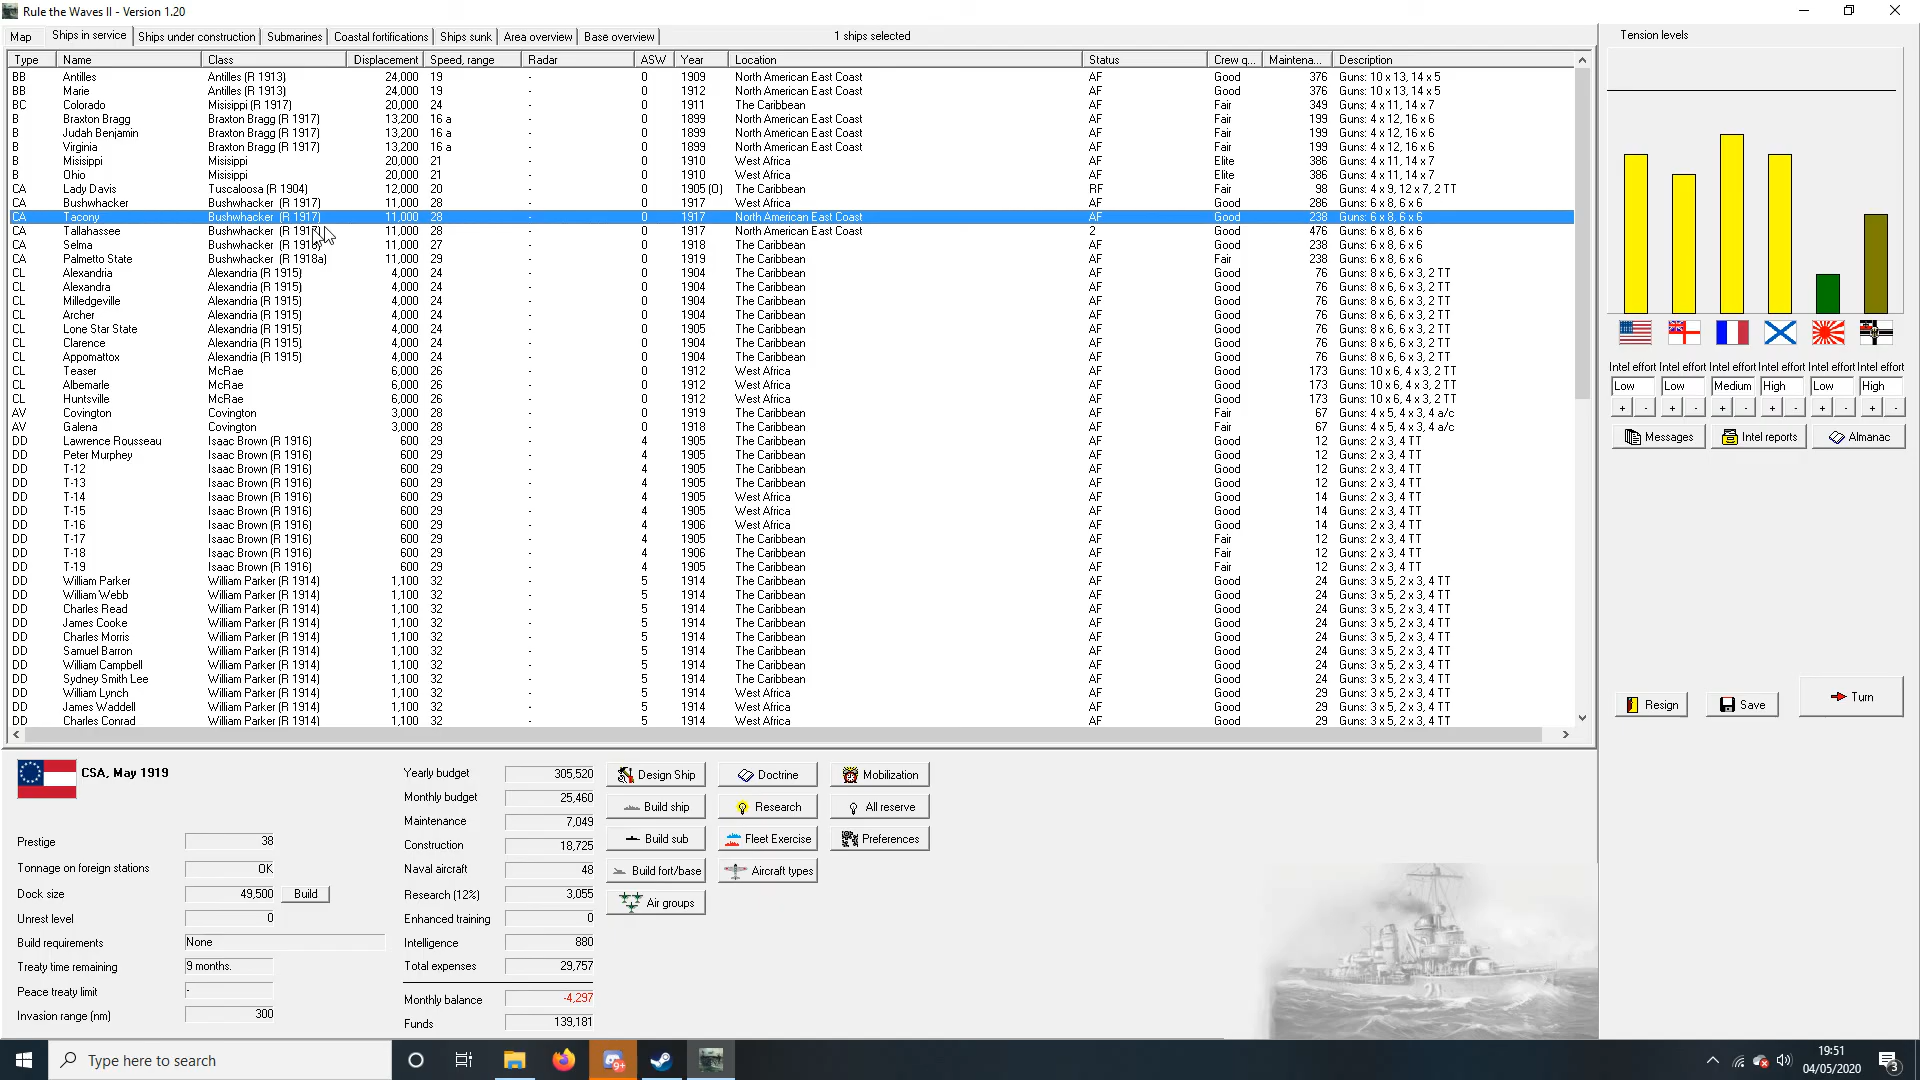 Rule the Waves II - Version 1.20
Map Ships in service Ships under construction Submarines Coastal fortifications Ships sunk Area overview Base overview 1 ships selected Tension levels
Type Name Class Displacement Speed, range Radar ASW Year Location Status Crew q... Maintena... Description
BB Antilles Antilles (R 1913) 24,000 19 - 0 1909 North American East Coast AF Good 376 Guns: 10 x 13, 14 x 5
BB Marie Antilles (R 1913) 24,000 19 - 0 1912 North American East Coast AF Good 376 Guns: 10 x 13, 14 x 5
BC Colorado Misisippi (R 1917) 20,000 24 - 0 1911 The Caribbean AF Fair 349 Guns: 4 x 11, 14 x 7
B Braxton Bragg Braxton Bragg (R 1917) 13,200 16 a - 0 1899 North American East Coast AF Fair 199 Guns: 4 x 12, 16 x 6
B Judah Benjamin Braxton Bragg (R 1917) 13,200 16 a - 0 1899 North American East Coast AF Fair 199 Guns: 4 x 12, 16 x 6
B Virginia Braxton Bragg (R 1917) 13,200 16 a - 0 1899 North American East Coast AF Fair 199 Guns: 4 x 12, 16 x 6
B Misisippi Misisippi 20,000 21 - 0 1910 West Africa AF Elite 386 Guns: 4 x 11, 14 x 7
B Ohio Misisippi 20,000 21 - 0 1910 West Africa AF Elite 386 Guns: 4 x 11, 14 x 7
CA Lady Davis Tuscaloosa (R 1904) 12,000 20 - 0 1905 (O) The Caribbean RF Fair 98 Guns: 4 x 9, 12 x 7, 2 TT
CA Bushwhacker Bushwhacker (R 1917) 11,000 28 - 0 1917 West Africa AF Good 286 Guns: 6 x 8, 6 x 6
CA Tacony Bushwhacker (R 1917) 11,000 28 - 0 1917 North American East Coast AF Good 238 Guns: 6 x 8, 6 x 6
CA Tallahassee Bushwhacker (R 1917) 11,000 28 - 0 1917 North American East Coast 2 Good 476 Guns: 6 x 8, 6 x 6
CA Selma Bushwhacker (R 1918) 11,000 27 - 0 1918 The Caribbean AF Good 238 Guns: 6 x 8, 6 x 6
CA Palmetto State Bushwhacker (R 1918a) 11,000 29 - 0 1919 The Caribbean AF Fair 238 Guns: 6 x 8, 6 x 6
CL Alexandria Alexandria (R 1915) 4,000 24 - 0 1904 The Caribbean AF Good 76 Guns: 8 x 6, 6 x 3, 2 TT
CL Alexandra Alexandria (R 1915) 4,000 24 - 0 1904 The Caribbean AF Good 76 Guns: 8 x 6, 6 x 3, 2 TT
CL Milledgeville Alexandria (R 1915) 4,000 24 - 0 1904 The Caribbean AF Good 76 Guns: 8 x 6, 6 x 3, 2 TT
CL Archer Alexandria (R 1915) 4,000 24 - 0 1904 The Caribbean AF Good 76 Guns: 8 x 6, 6 x 3, 2 TT
CL Lone Star State Alexandria (R 1915) 4,000 24 - 0 1905 The Caribbean AF Good 76 Guns: 8 x 6, 6 x 3, 2 TT
CL Clarence Alexandria (R 1915) 4,000 24 - 0 1904 The Caribbean AF Good 76 Guns: 8 x 6, 6 x 3, 2 TT
CL Appomattox Alexandria (R 1915) 4,000 24 - 0 1904 The Caribbean AF Good 76 Guns: 8 x 6, 6 x 3, 2 TT
CL Teaser McRae 6,000 26 - 0 1912 West Africa AF Good 173 Guns: 10 x 6, 4 x 3, 2 TT
CL Albemarle McRae 6,000 26 - 0 1912 West Africa AF Good 173 Guns: 10 x 6, 4 x 3, 2 TT
CL Huntsville McRae 6,000 26 - 0 1912 West Africa AF Good 173 Guns: 10 x 6, 4 x 3, 2 TT
AV Covington Covington 3,000 28 - 0 1919 The Caribbean AF Fair 67 Guns: 4 x 5, 4 x 3, 4 a/c
AV Galena Covington 3,000 28 - 0 1918 The Caribbean AF Fair 67 Guns: 4 x 5, 4 x 3, 4 a/c
DD Lawrence Rousseau Isaac Brown (R 1916) 600 29 - 4 1905 The Caribbean AF Good 12 Guns: 2 x 3, 4 TT
DD Peter Murphey Isaac Brown (R 1916) 600 29 - 4 1905 The Caribbean AF Good 12 Guns: 2 x 3, 4 TT
DD T-12 Isaac Brown (R 1916) 600 29 - 4 1905 The Caribbean AF Good 12 Guns: 2 x 3, 4 TT
DD T-13 Isaac Brown (R 1916) 600 29 - 4 1905 The Caribbean AF Good 12 Guns: 2 x 3, 4 TT
DD T-14 Isaac Brown (R 1916) 600 29 - 4 1905 West Africa AF Good 14 Guns: 2 x 3, 4 TT
DD T-15 Isaac Brown (R 1916) 600 29 - 4 1905 West Africa AF Good 14 Guns: 2 x 3, 4 TT
DD T-16 Isaac Brown (R 1916) 600 29 - 4 1906 West Africa AF Good 14 Guns: 2 x 3, 4 TT
DD T-17 Isaac Brown (R 1916) 600 29 - 4 1905 The Caribbean AF Fair 12 Guns: 2 x 3, 4 TT
DD T-18 Isaac Brown (R 1916) 600 29 - 4 1906 The Caribbean AF Fair 12 Guns: 2 x 3, 4 TT
DD T-19 Isaac Brown (R 1916) 600 29 - 4 1905 The Caribbean AF Fair 12 Guns: 2 x 3, 4 TT
DD William Parker William Parker (R 1914) 1,100 32 - 5 1914 The Caribbean AF Good 24 Guns: 3 x 5, 2 x 3, 4 TT
DD William Webb William Parker (R 1914) 1,100 32 - 5 1914 The Caribbean AF Good 24 Guns: 3 x 5, 2 x 3, 4 TT
DD Charles Read William Parker (R 1914) 1,100 32 - 5 1914 The Caribbean AF Good 24 Guns: 3 x 5, 2 x 3, 4 TT
DD James Cooke William Parker (R 1914) 1,100 32 - 5 1914 The Caribbean AF Good 24 Guns: 3 x 5, 2 x 3, 4 TT
DD Charles Morris William Parker (R 1914) 1,100 32 - 5 1914 The Caribbean AF Good 24 Guns: 3 x 5, 2 x 3, 4 TT
DD Samuel Barron William Parker (R 1914) 1,100 32 - 5 1914 The Caribbean AF Good 24 Guns: 3 x 5, 2 x 3, 4 TT
DD William Campbell William Parker (R 1914) 1,100 32 - 5 1914 The Caribbean AF Good 24 Guns: 3 x 5, 2 x 3, 4 TT
DD Sydney Smith Lee William Parker (R 1914) 1,100 32 - 5 1914 The Caribbean AF Good 24 Guns: 3 x 5, 2 x 3, 4 TT
DD William Lynch William Parker (R 1914) 1,100 32 - 5 1914 West Africa AF Good 29 Guns: 3 x 5, 2 x 3, 4 TT
DD James Waddell William Parker (R 1914) 1,100 32 - 5 1914 West Africa AF Good 29 Guns: 3 x 5, 2 x 3, 4 TT
DD Charles Conrad William Parker (R 1914) 1,100 32 - 5 1914 West Africa AF Good 29 Guns: 3 x 5, 2 x 3, 4 TT
Intel effort Intel effort Intel effort Intel effort Intel effort Intel effort
Low Low Medium High Low High
+ - + - + - + - + - + -
Messages Intel reports Almanac
Resign Save Turn
CSA, May 1919
Prestige 38
Tonnage on foreign stations OK
Dock size 49,500 Build
Unrest level 0
Build requirements None
Treaty time remaining 9 months.
Peace treaty limit -
Invasion range (nm) 300
Yearly budget 305,520
Monthly budget 25,460
Maintenance 7,049
Construction 18,725
Naval aircraft 48
Research (12%) 3,055
Enhanced training 0
Intelligence 880
Total expenses 29,757
Monthly balance -4,297
Funds 139,181
Design Ship Doctrine Mobilization
Build ship Research All reserve
Build sub Fleet Exercise Preferences
Build fort/base Aircraft types
Air groups
21
Type here to search
9+
19:51
04/05/2020
3